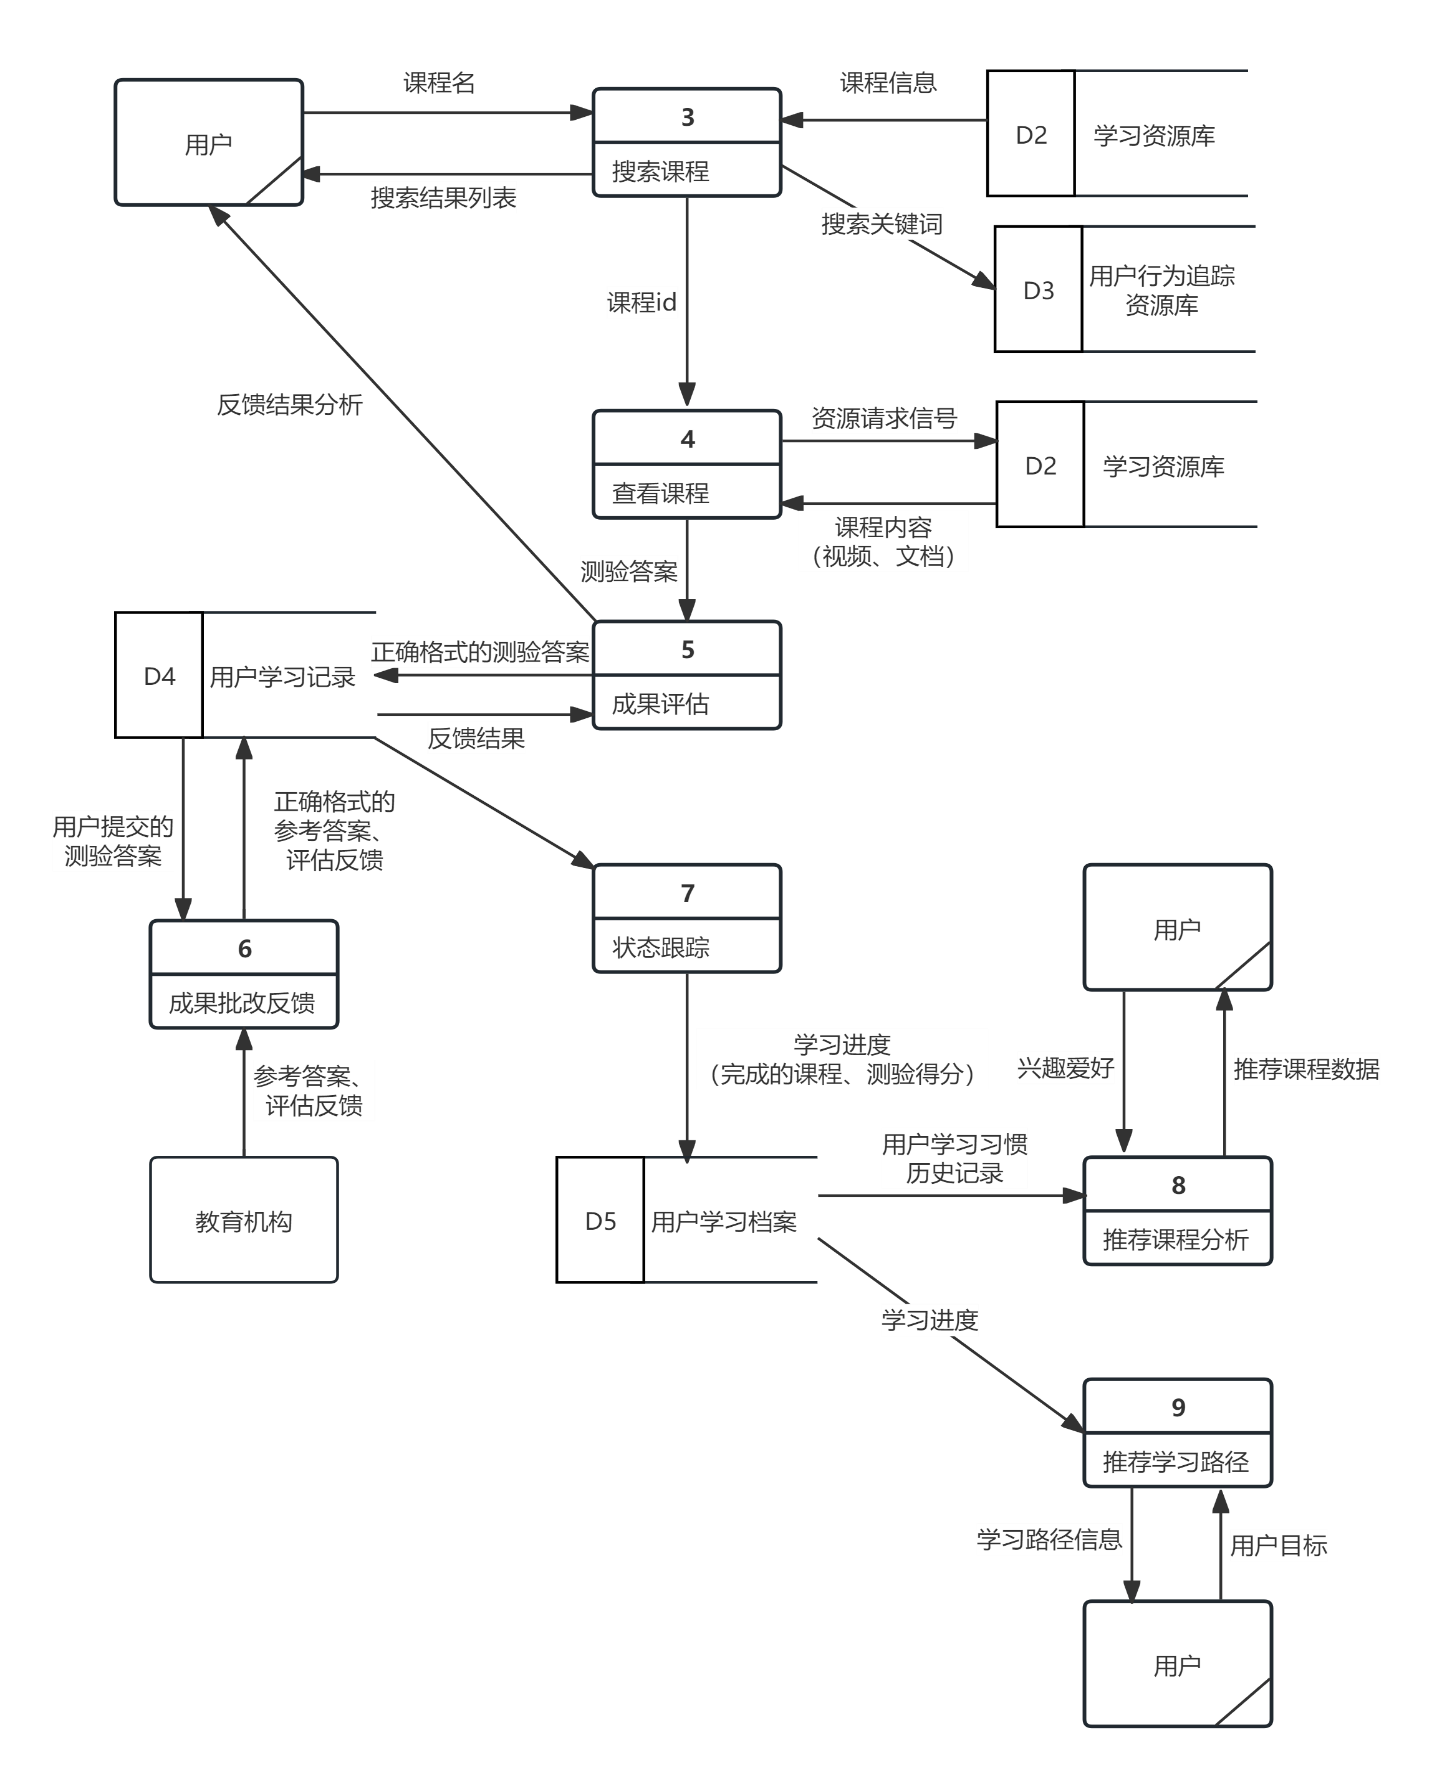 课程名
课程信息
用户
3
搜索课程
D2
学习资源库
搜索结果列表
搜索关键词
D3
用户行为追踪
资源库
课程id
反馈结果分析
4
查看课程
资源请求信号
D2
学习资源库
课程内容
（视频、文档）
测验答案
D4
用户学习记录
正确格式的测验答案
5
成果评估
反馈结果
用户提交的
测验答案
正确格式的
参考答案、
评估反馈
7
状态跟踪
用户
6
成果批改反馈
学习进度
（完成的课程、测验得分）
兴趣爱好
推荐课程数据
参考答案、
评估反馈
用户学习习惯
历史记录
8
推荐课程分析
教育机构
D5
用户学习档案
学习进度
9
推荐学习路径
学习路径信息
用户目标
用户